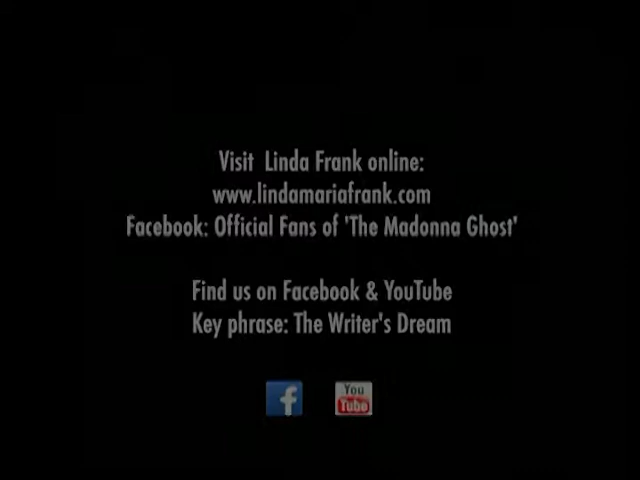 Visit Linda Frank online:
www.lindamariafrank.com
Facebook: Official Fans of 'The Madonna Ghost'
Find us on Facebook & YouTube
Key phrase: The Writer's Dream
f
You
Tube